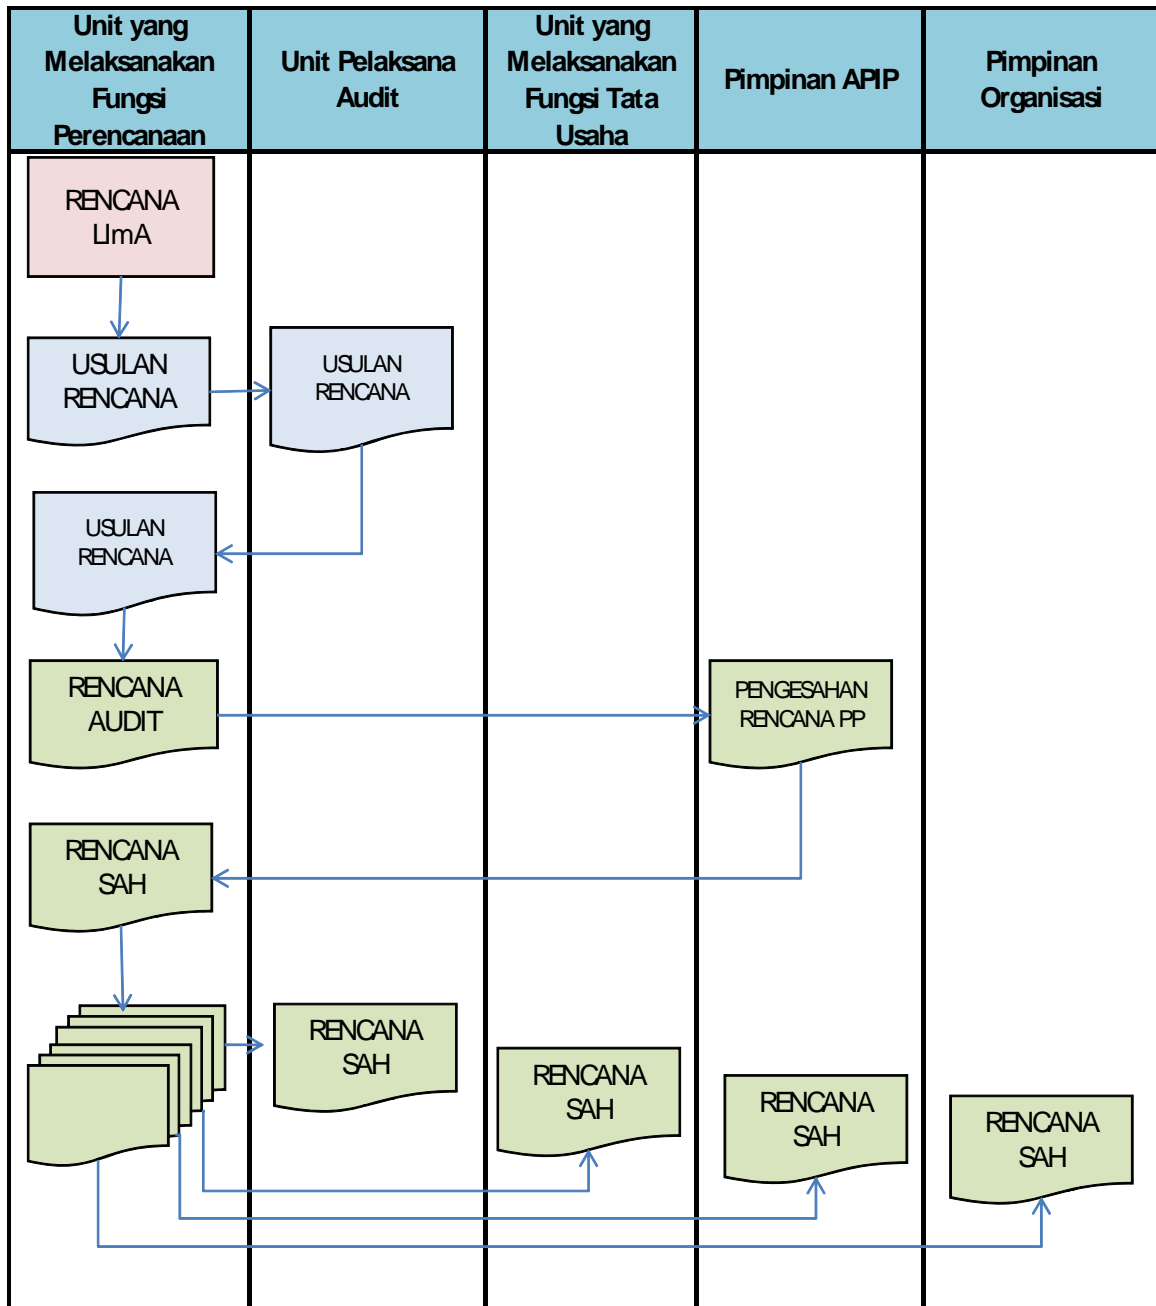 Unit yang
Melaksanakan
Fungsi
Perencanaan
Unit Pelaksana
Audit
Unit yang
Melaksanakan
Fungsi Tata
Usaha
Pimpinan APIP
Pimpinan
Organisasi
RENCANA
LImA
USULAN
RENCANA
USULAN
RENCANA
USULAN
RENCANA
RENCANA
AUDIT
PENGESAHAN
RENCANA PP
RENCANA
SAH
RENCANA
SAH
RENCANA
SAH
RENCANA
SAH
RENCANA
SAH